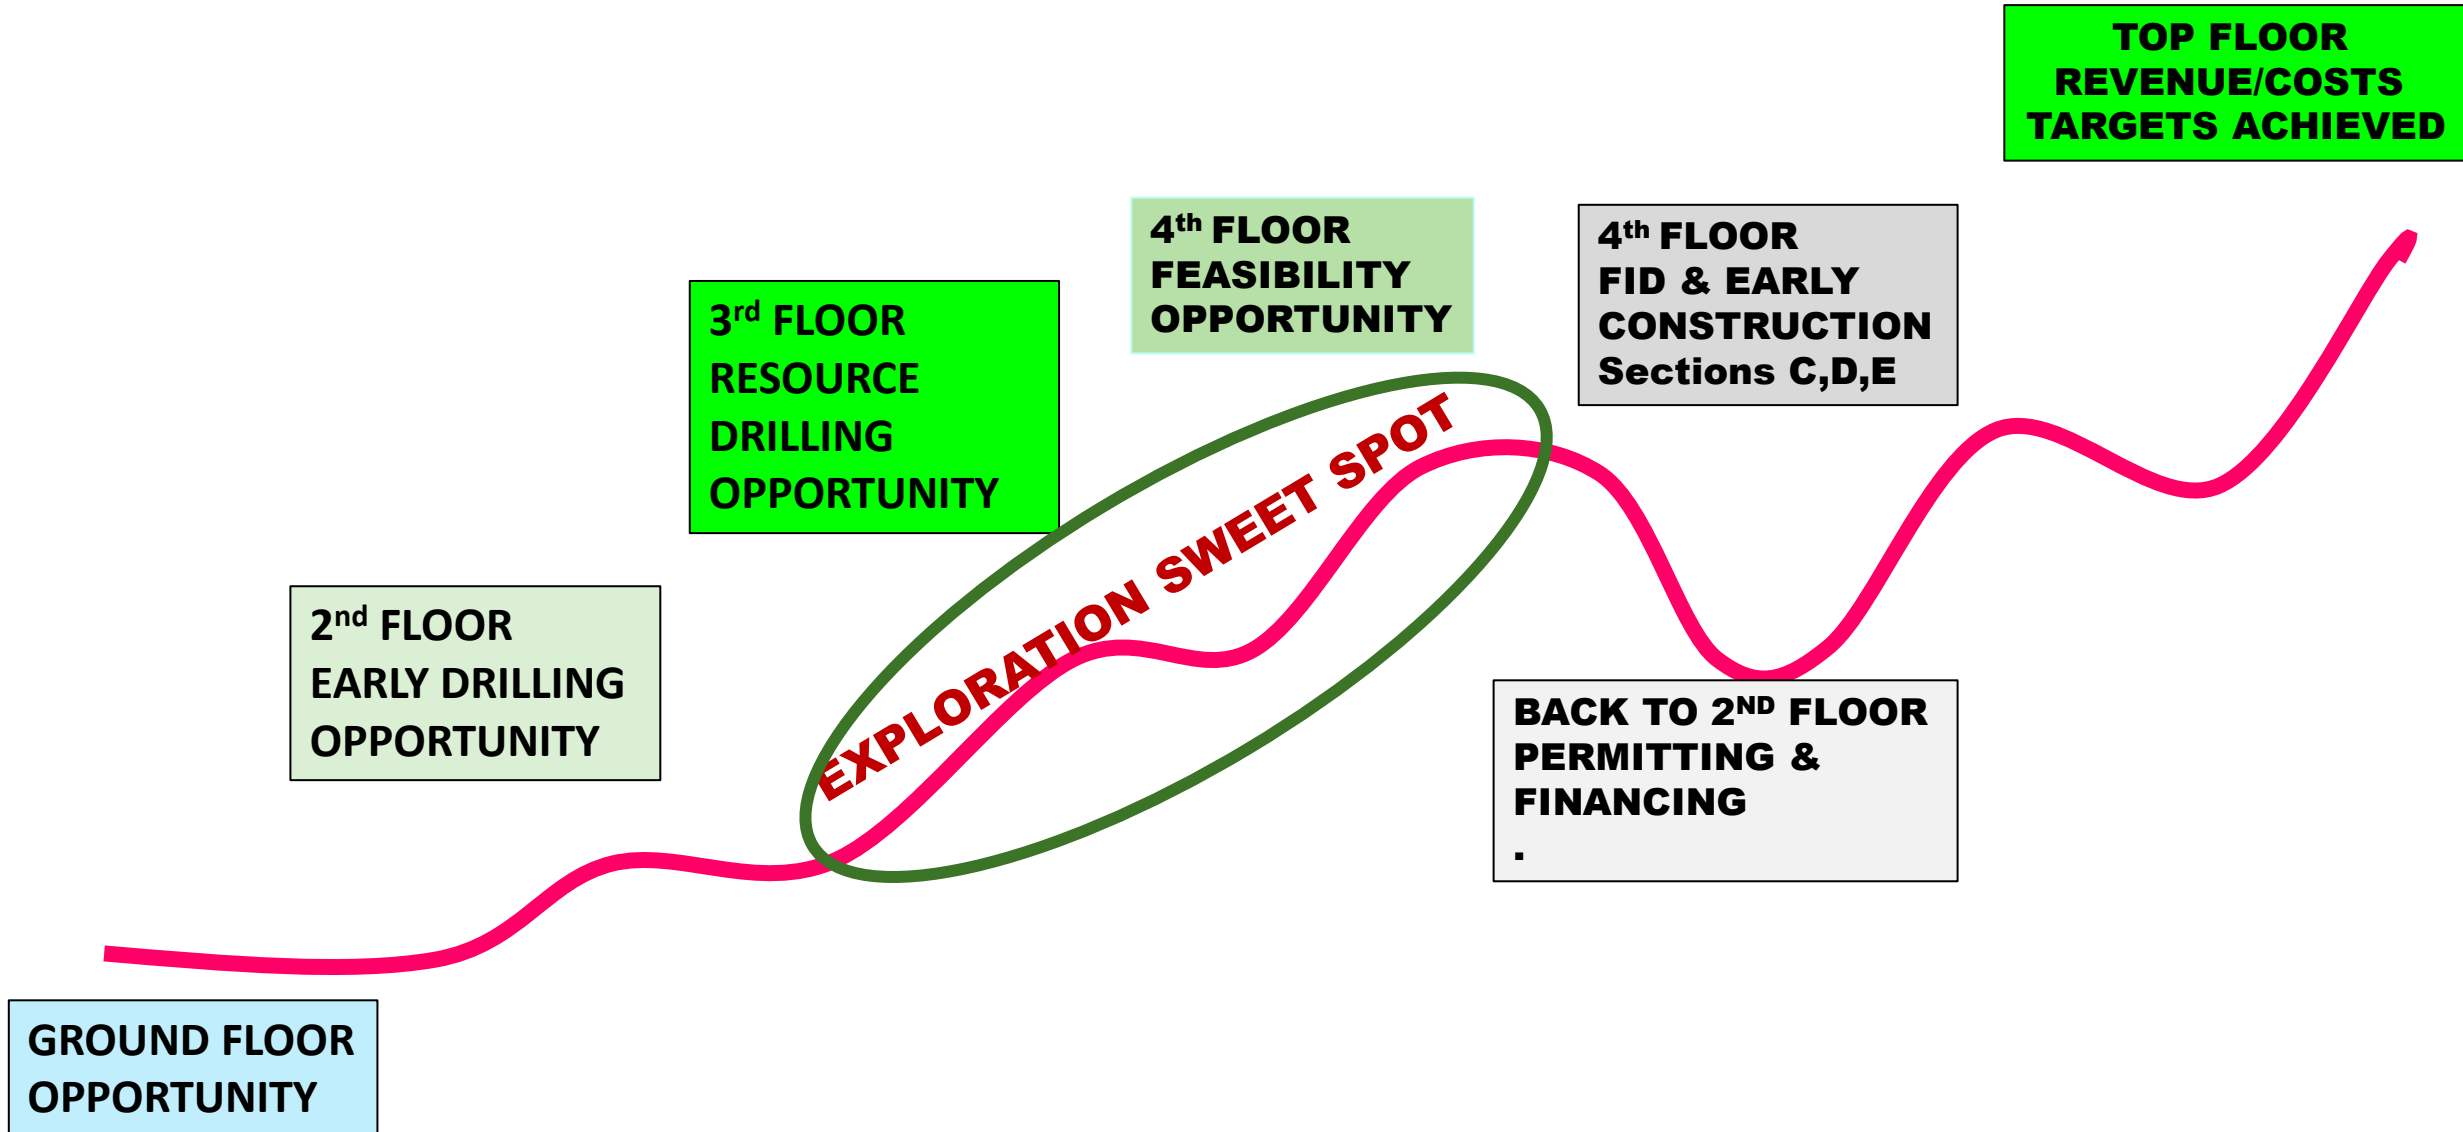 GROUND FLOOR
OPPORTUNITY
2nd FLOOR
EARLY DRILLING
OPPORTUNITY
3rd FLOOR
RESOURCE
DRILLING
OPPORTUNITY
EXPLORATION SWEET SPOT
4th FLOOR
FEASIBILITY
OPPORTUNITY
4th FLOOR
FID & EARLY
CONSTRUCTION
Sections C,D,E
BACK TO 2ND FLOOR
PERMITTING &
FINANCING
.
TOP FLOOR
REVENUE/COSTS
TARGETS ACHIEVED